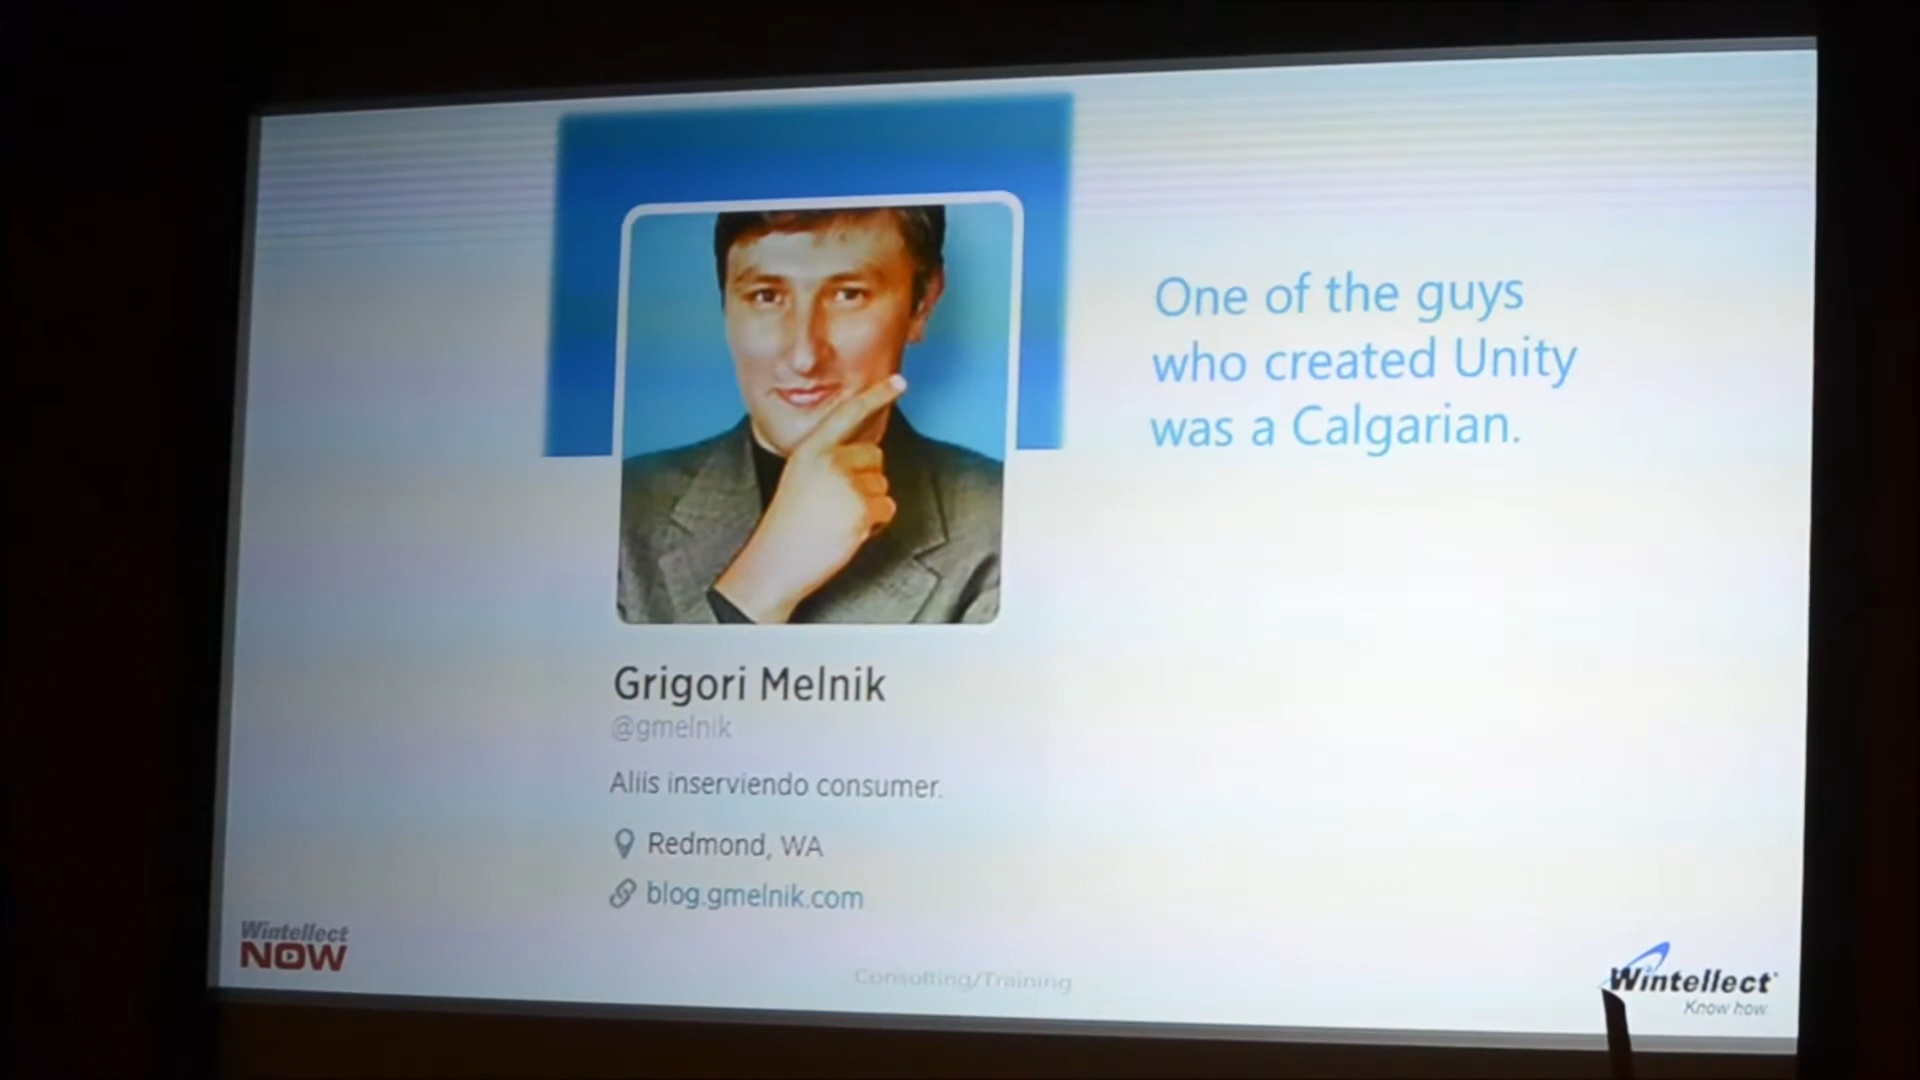 One of the guys
who created Unity
was a Calgarian.
Grigori Melnik
@gmelnik
Aliis inserviendo consumer.
Redmond, WA
blog.gmelnik.com
Wintellect
NOW
Consulting/Training
Wintellect
Know how